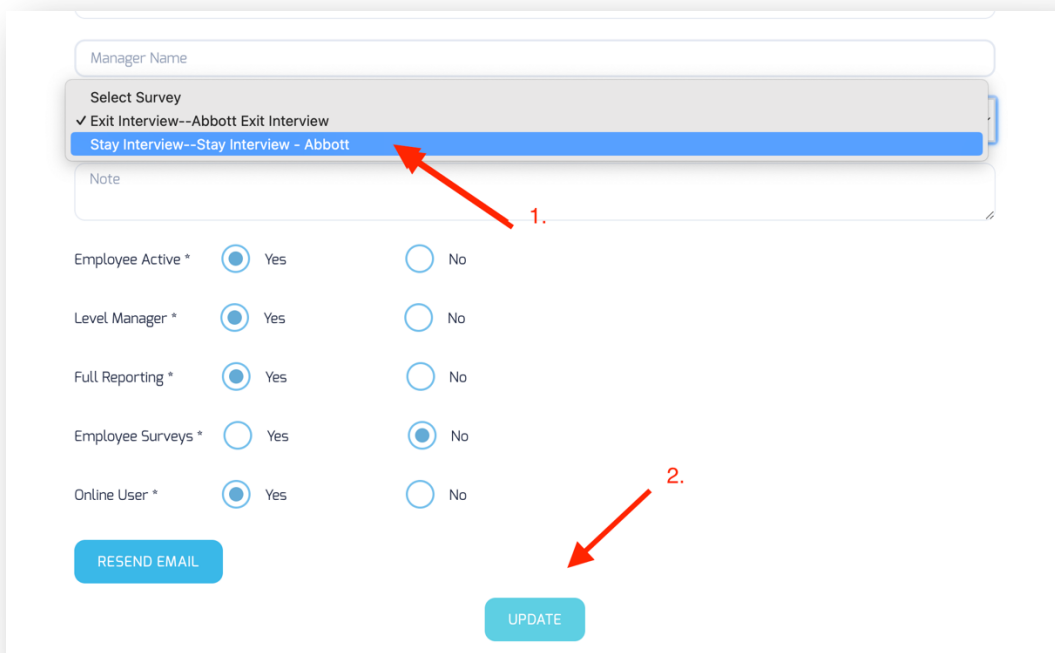 Manager Name
Select Survey
✓ Exit Interview--Abbott Exit Interview
Stay Interview--Stay Interview - Abbott
Note
1.
Employee Active * Yes No
Level Manager * Yes No
Full Reporting * Yes No
Employee Surveys * Yes No
Online User * Yes No
2.
RESEND EMAIL
UPDATE